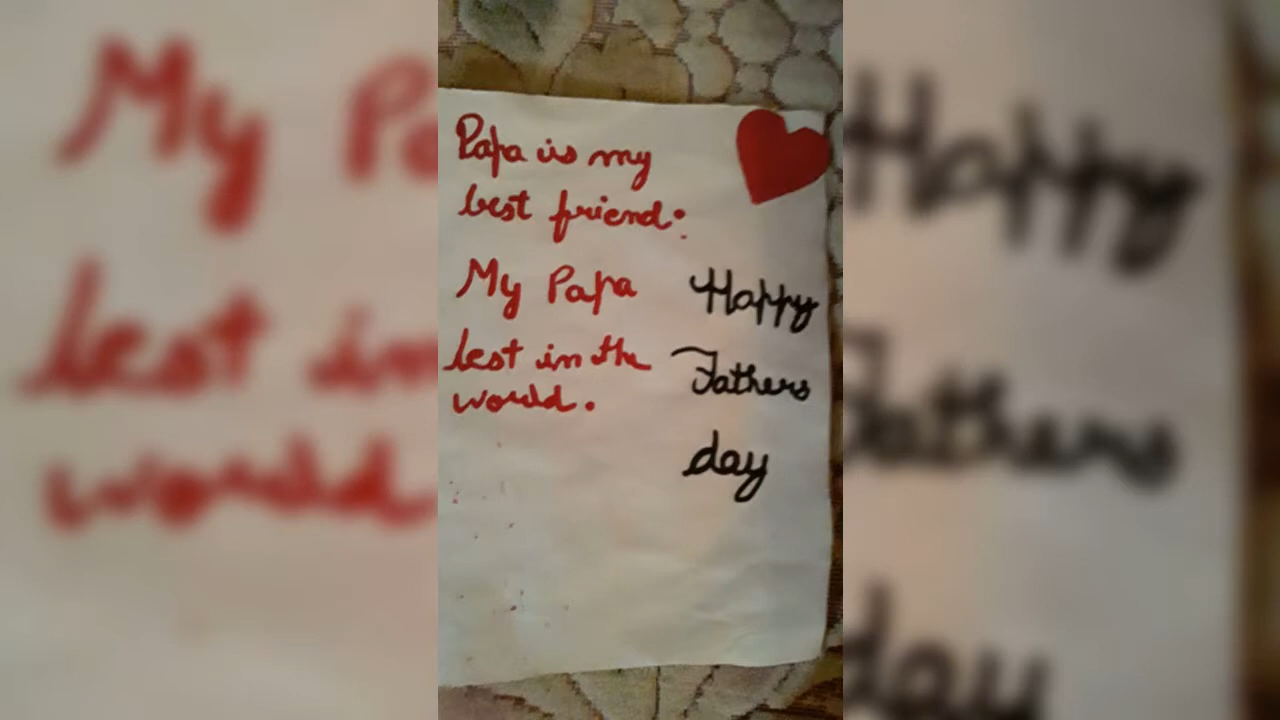 Papa is my
best friend.
My Papa
best in the
world.
Happy
Fathers
day